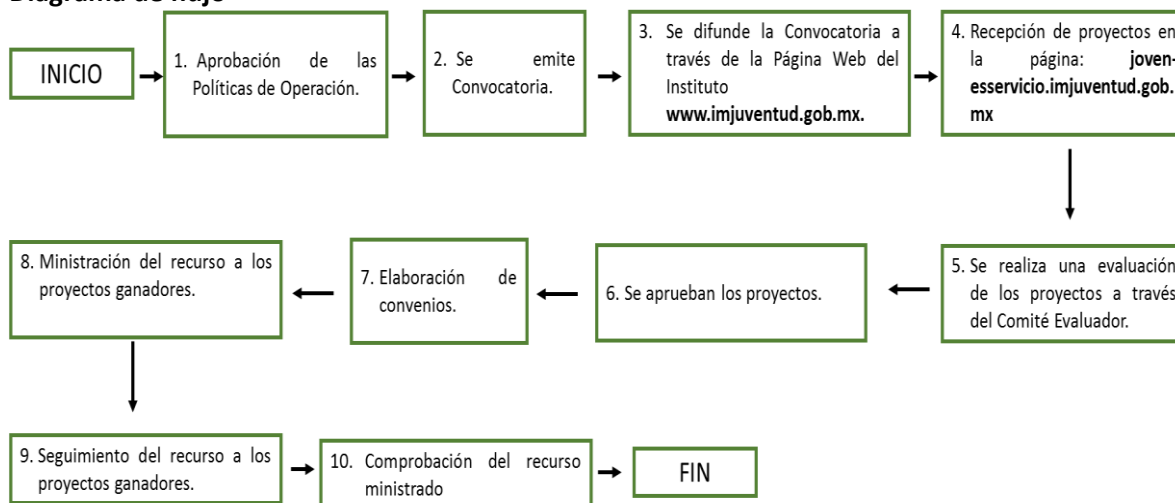 Diagrama de flujo
INICIO
1. Aprobación de las
Políticas de Operación.
2. Se emite
Convocatoria.
3. Se difunde la Convocatoria a
través de la Página Web del
Instituto
www.imjuventud.gob.mx.
4. Recepción de proyectos en
la página: joven-
esservicio.imjuventud.gob.
mx
8. Ministración del recurso a los
proyectos ganadores.
7. Elaboración de
convenios.
6. Se aprueban los proyectos.
5. Se realiza una evaluación
de los proyectos a través
del Comité Evaluador.
9. Seguimiento del recurso a los
proyectos ganadores.
10. Comprobación del recurso
ministrado
FIN